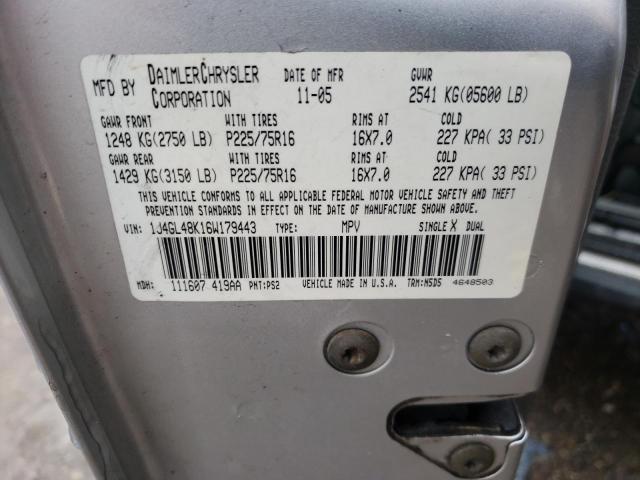 MFD BY DAIMLERCHRYSLER CORPORATION DATE OF MFR 11-05 GVWR 2541 KG(05600 LB)
GAWR FRONT WITH TIRES RIMS AT COLD
1248 KG(2750 LB) P225/75R16 16X7.0 227 KPA( 33 PSI)
GAWR REAR WITH TIRES RIMS AT COLD
1429 KG(3150 LB) P225/75R16 16X7.0 227 KPA( 33 PSI)
THIS VEHICLE CONFORMS TO ALL APPLICABLE FEDERAL MOTOR VEHICLE SAFETY AND THEFT
PREVENTION STANDARDS IN EFFECT ON THE DATE OF MANUFACTURE SHOWN ABOVE.
VIN: 1J4GL48K16W179443 TYPE: MPV SINGLE X DUAL
MDH: 111607 419AA PNT:PS2 VEHICLE MADE IN U.S.A. TRM:N5D5 4648503